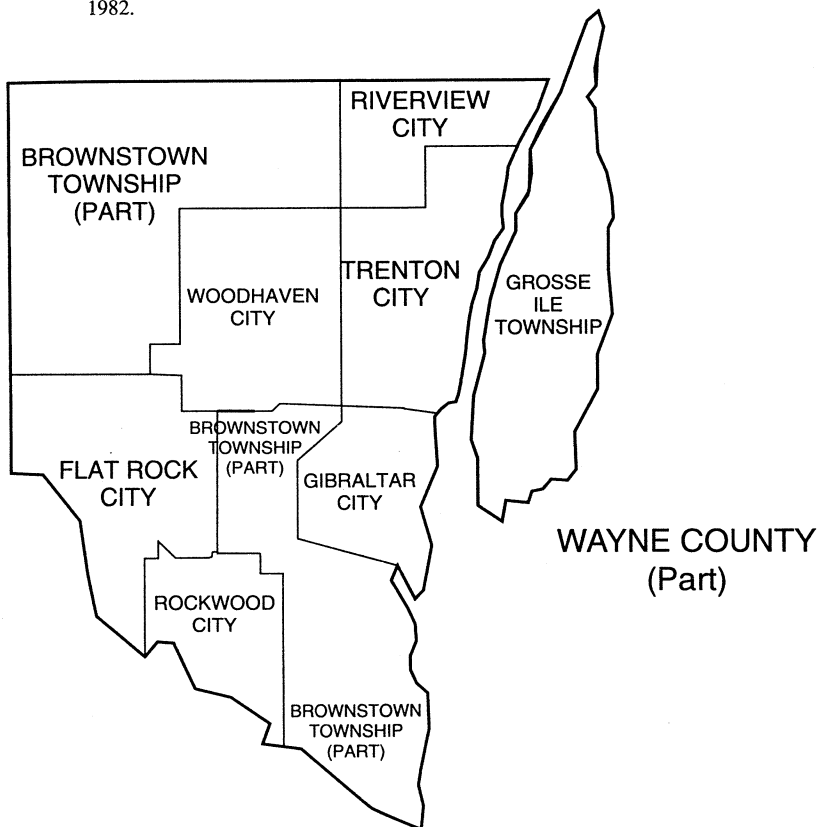 1982.
RIVERVIEW
CITY
BROWNSTOWN
TOWNSHIP
(PART)
TRENTON
CITY
GROSSE
ILE
TOWNSHIP
WOODHAVEN
CITY
BROWNSTOWN
TOWNSHIP
(PART)
FLAT ROCK
CITY
GIBRALTAR
CITY
WAYNE COUNTY
(Part)
ROCKWOOD
CITY
BROWNSTOWN
TOWNSHIP
(PART)